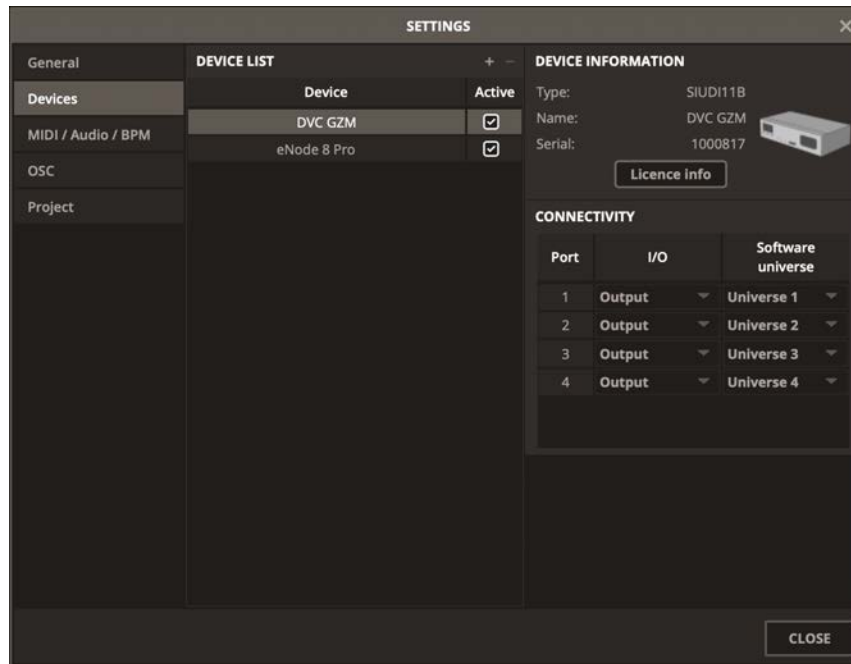 SETTINGS
General
Devices
MIDI / Audio / BPM
OSC
Project
DEVICE LIST
+ −
Device Active
DVC GZM
eNode 8 Pro
DEVICE INFORMATION
Type: SIUDI11B
Name: DVC GZM
Serial: 1000817
Licence info
CONNECTIVITY
Port I/O Software universe
1 Output Universe 1
2 Output Universe 2
3 Output Universe 3
4 Output Universe 4
CLOSE